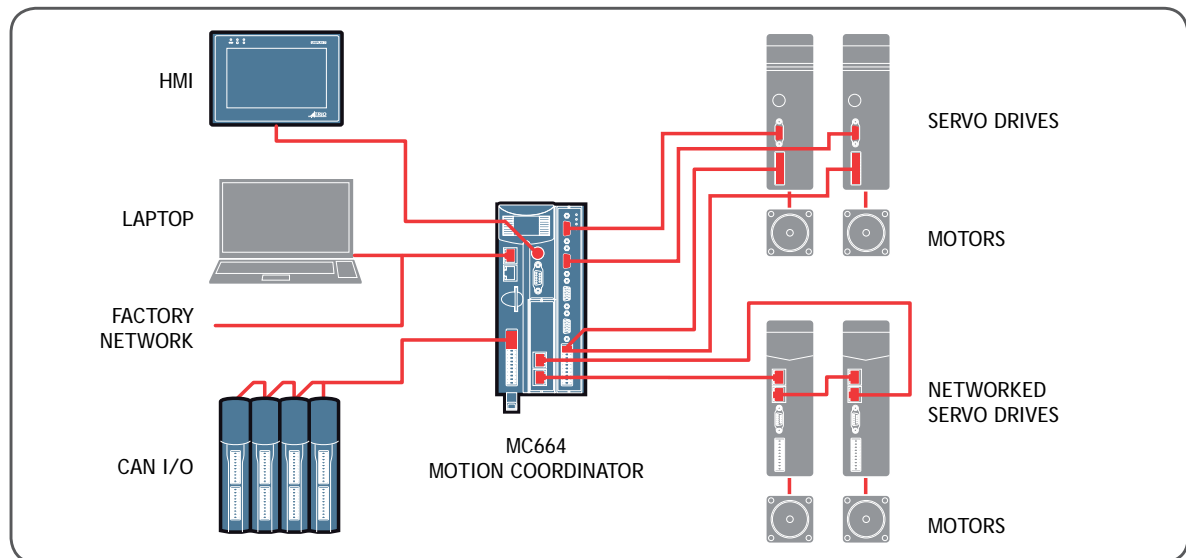 HMI
LAPTOP
FACTORY
NETWORK
CAN I/O
MC664
MOTION COORDINATOR
SERVO DRIVES
MOTORS
NETWORKED
SERVO DRIVES
MOTORS